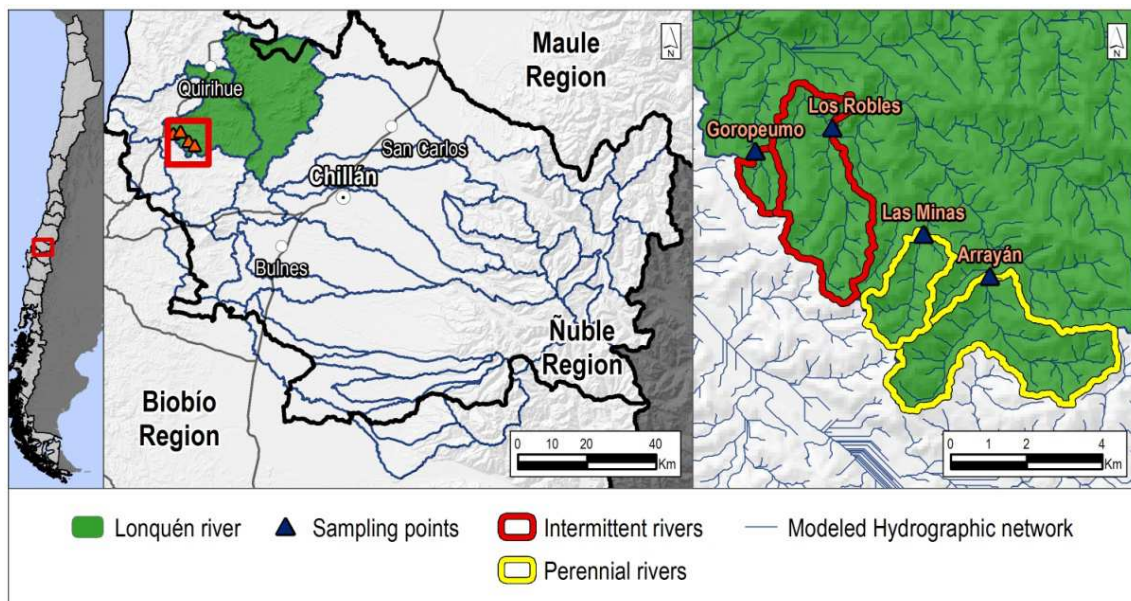 Maule
Region
N
Quirihue
San Carlos
Chillán
Bulnes
Ñuble
Region
Biobío
Region
0 10 20 40
Km
N
Los Robles
Goropeumo
Las Minas
Arrayán
0 1 2 4
Km
Lonquén river
Sampling points
Intermittent rivers
Modeled Hydrographic network
Perennial rivers